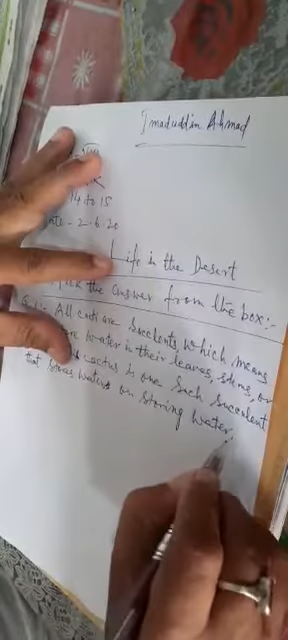 Imaduddin Ahmad
14 to 15
- 2.6.20
Life in the Desert
the answer from the box:-
Q.1:- All cacti are succulents, which means
water in their leaves, stems, or
cactus is one such succulent
that stores water on storing water.